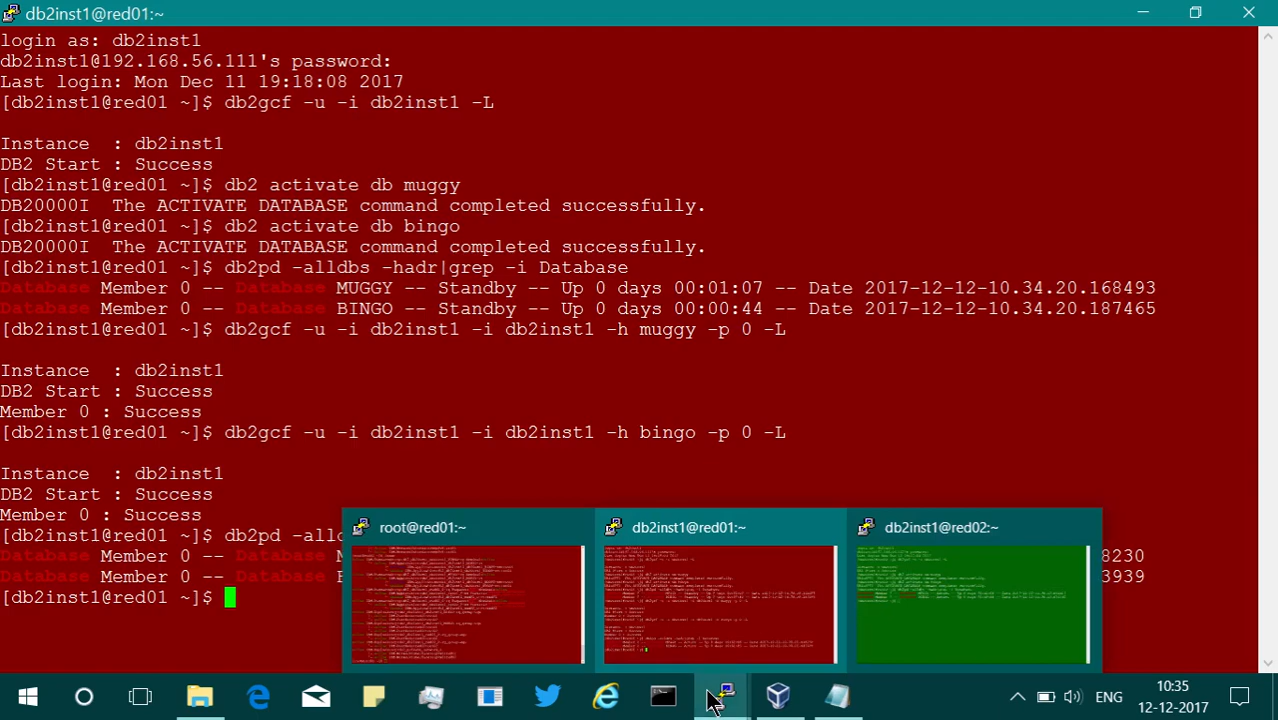 db2inst1@red01:~
login as: db2inst1
db2inst1@192.168.56.111's password:
Last login: Mon Dec 11 19:18:08 2017
[db2inst1@red01 ~]$ db2gcf -u -i db2inst1 -L
Instance  : db2inst1
DB2 Start : Success
[db2inst1@red01 ~]$ db2 activate db muggy
DB20000I  The ACTIVATE DATABASE command completed successfully.
[db2inst1@red01 ~]$ db2 activate db bingo
DB20000I  The ACTIVATE DATABASE command completed successfully.
[db2inst1@red01 ~]$ db2pd -alldbs -hadr|grep -i Database
Database Member 0 -- Database MUGGY -- Standby -- Up 0 days 00:01:07 -- Date 2017-12-12-10.34.20.168493
Database Member 0 -- Database BINGO -- Standby -- Up 0 days 00:00:44 -- Date 2017-12-12-10.34.20.187465
[db2inst1@red01 ~]$ db2gcf -u -i db2inst1 -i db2inst1 -h muggy -p 0 -L
Instance  : db2inst1
DB2 Start : Success
Member 0 : Success
[db2inst1@red01 ~]$ db2gcf -u -i db2inst1 -i db2inst1 -h bingo -p 0 -L
Instance  : db2inst1
DB2 Start : Success
Member 0 : Success
[db2inst1@red01 ~]$ db2pd -alld
Database Member 0 -- Database M 8230
Database Member 0 -- Database B 3939
[db2inst1@red01 ~]$
root@red01:~ db2inst1@red01:~ db2inst1@red02:~
ENG
10:35
12-12-2017